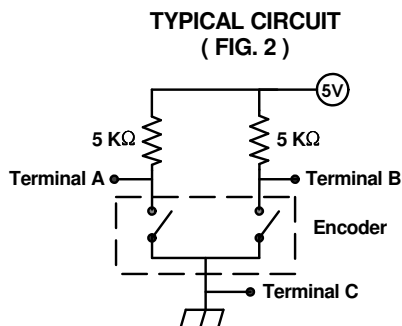 TYPICAL CIRCUIT
( FIG. 2 )
5V
5 KΩ
5 KΩ
Terminal A
Terminal B
Encoder
Terminal C